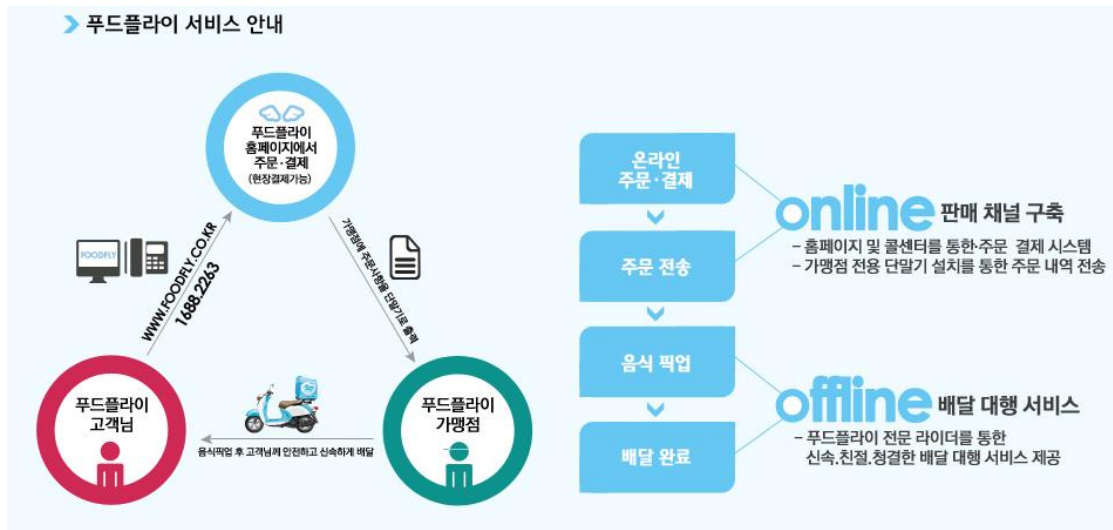 푸드플라이 서비스 안내
푸드플라이
홈페이지에서
주문·결제
(현장결제가능)
FOODFLY
WWW.FOODFLY.CO.KR
1688.2263
가맹점에 주문사항을 단말기로 출력
푸드플라이
고객님
음식픽업 후 고객님께 안전하고 신속하게 배달
푸드플라이
가맹점
온라인
주문·결제
주문 전송
음식 픽업
배달 완료
online 판매 채널 구축
- 홈페이지 및 콜센터를 통한·주문 결제 시스템
- 가맹점 전용 단말기 설치를 통한 주문 내역 전송
offline 배달 대행 서비스
- 푸드플라이 전문 라이더를 통한
신속.친절.청결한 배달 대행 서비스 제공